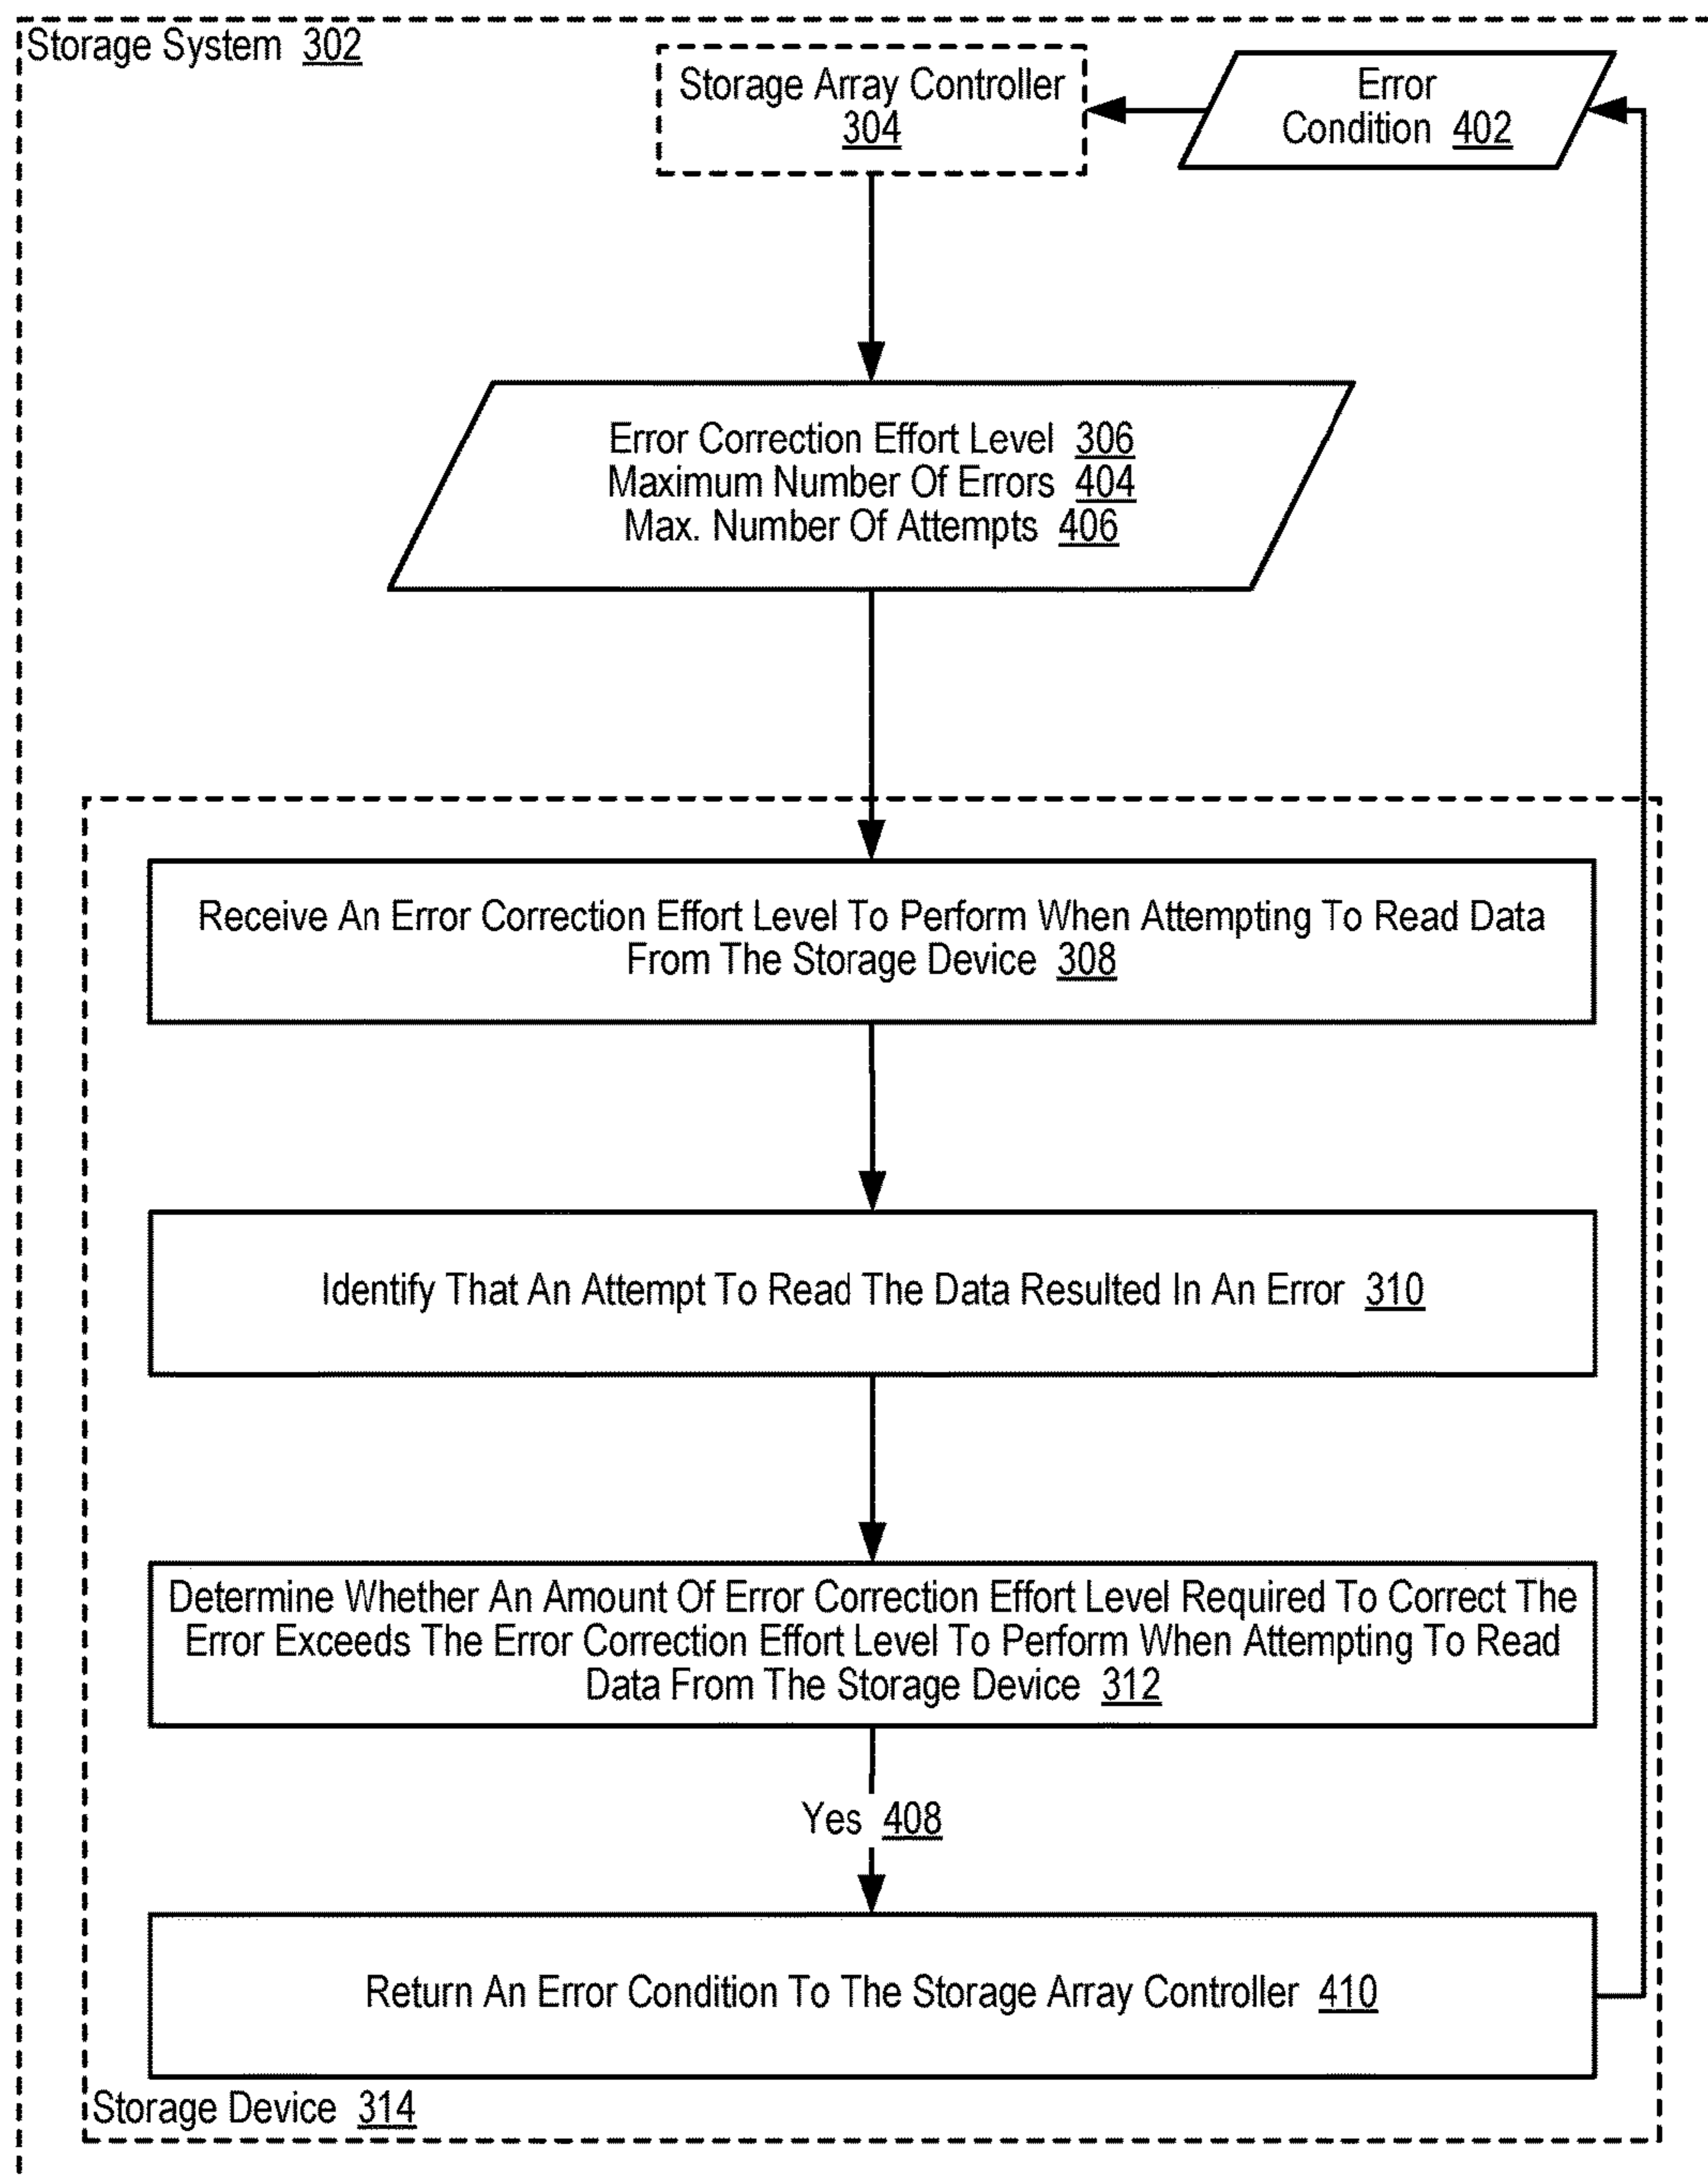 Storage System 302
Storage Array Controller
304
Error
Condition 402
Error Correction Effort Level 306
Maximum Number Of Errors 404
Max. Number Of Attempts 406
Receive An Error Correction Effort Level To Perform When Attempting To Read Data
From The Storage Device 308
Identify That An Attempt To Read The Data Resulted In An Error 310
Determine Whether An Amount Of Error Correction Effort Level Required To Correct The
Error Exceeds The Error Correction Effort Level To Perform When Attempting To Read
Data From The Storage Device 312
Yes 408
Return An Error Condition To The Storage Array Controller 410
Storage Device 314